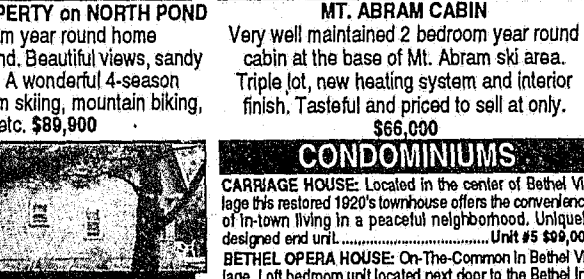 PERTY on NORTH POND
m year round home
nd. Beautiful views, sandy
A wonderful 4-season
m skiing, mountain biking,
etc. $89,900
MT. ABRAM CABIN
Very well maintained 2 bedroom year round
cabin at the base of Mt. Abram ski area.
Triple lot, new heating system and interior
finish. Tasteful and priced to sell at only.
$66,000
CONDOMINIUMS
CARRIAGE HOUSE: Located in the center of Bethel Vi
lage this restored 1920's townhouse offers the convenienc
of in-town living in a peaceful neighborhood. Unique
designed end unit. ............................ Unit #5 $99,00
BETHEL OPERA HOUSE: On-The-Common in Bethel V
lage. Loft bedroom unit located next door to the Bethel